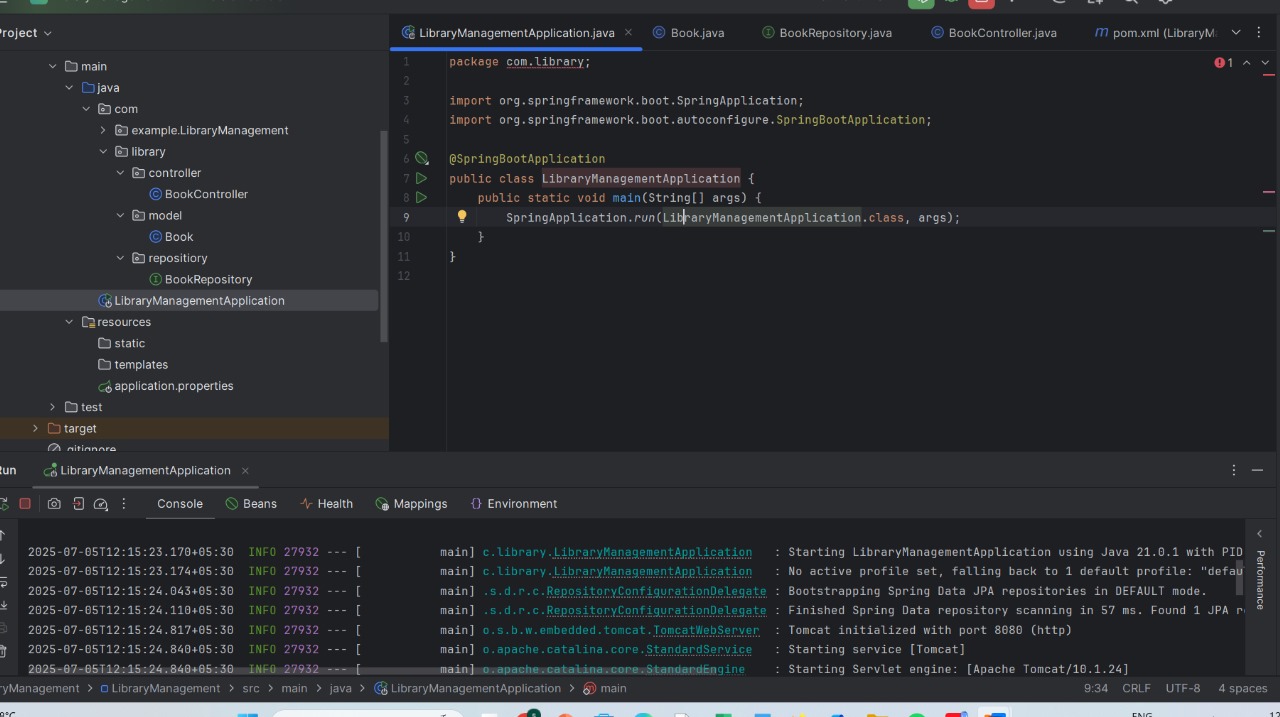 Project
LibraryManagementApplication.java
Book.java
BookRepository.java
BookController.java
pom.xml (LibraryM
main
java
com
example.LibraryManagement
library
controller
BookController
model
Book
repositiory
BookRepository
LibraryManagementApplication
resources
static
templates
application.properties
test
target
.gitignore
1 package com.library;
2
3 import org.springframework.boot.SpringApplication;
4 import org.springframework.boot.autoconfigure.SpringBootApplication;
5
6 @SpringBootApplication
7 public class LibraryManagementApplication {
8 public static void main(String[] args) {
9 SpringApplication.run(LibraryManagementApplication.class, args);
10 }
11 }
12
1
Run LibraryManagementApplication
Console Beans Health Mappings Environment
2025-07-05T12:15:23.170+05:30 INFO 27932 --- [ main] c.library.LibraryManagementApplication : Starting LibraryManagementApplication using Java 21.0.1 with PID
2025-07-05T12:15:23.174+05:30 INFO 27932 --- [ main] c.library.LibraryManagementApplication : No active profile set, falling back to 1 default profile: "defau
2025-07-05T12:15:24.043+05:30 INFO 27932 --- [ main] .s.d.r.c.RepositoryConfigurationDelegate : Bootstrapping Spring Data JPA repositories in DEFAULT mode.
2025-07-05T12:15:24.110+05:30 INFO 27932 --- [ main] .s.d.r.c.RepositoryConfigurationDelegate : Finished Spring Data repository scanning in 57 ms. Found 1 JPA r
2025-07-05T12:15:24.817+05:30 INFO 27932 --- [ main] o.s.b.w.embedded.tomcat.TomcatWebServer : Tomcat initialized with port 8080 (http)
2025-07-05T12:15:24.840+05:30 INFO 27932 --- [ main] o.apache.catalina.core.StandardService : Starting service [Tomcat]
2025-07-05T12:15:24.840+05:30 INFO 27932 --- [ main] o.apache.catalina.core.StandardEngine : Starting Servlet engine: [Apache Tomcat/10.1.24]
Performance
ryManagement > LibraryManagement > src > main > java > LibraryManagementApplication > main
9:34 CRLF UTF-8 4 spaces
8°C
ENG